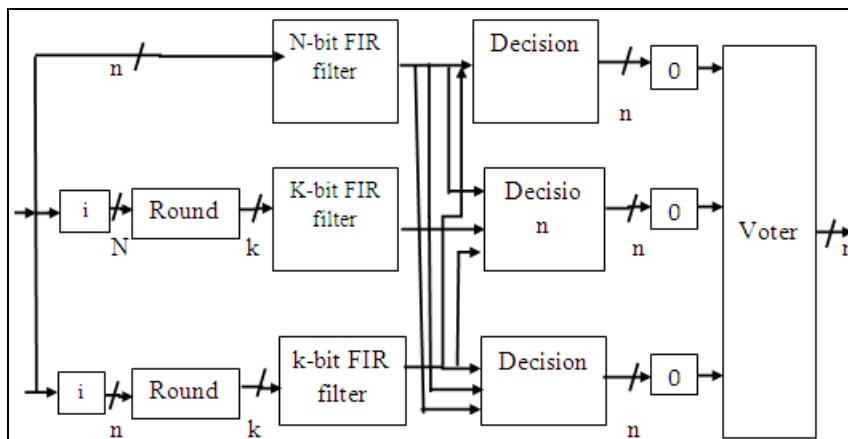 N-bit FIR
filter
Decision
n
n
0
K-bit FIR
filter
Decisio
n
i
Round
N
k
n
0
Voter
n
k-bit FIR
filter
Decision
i
Round
n
k
n
0